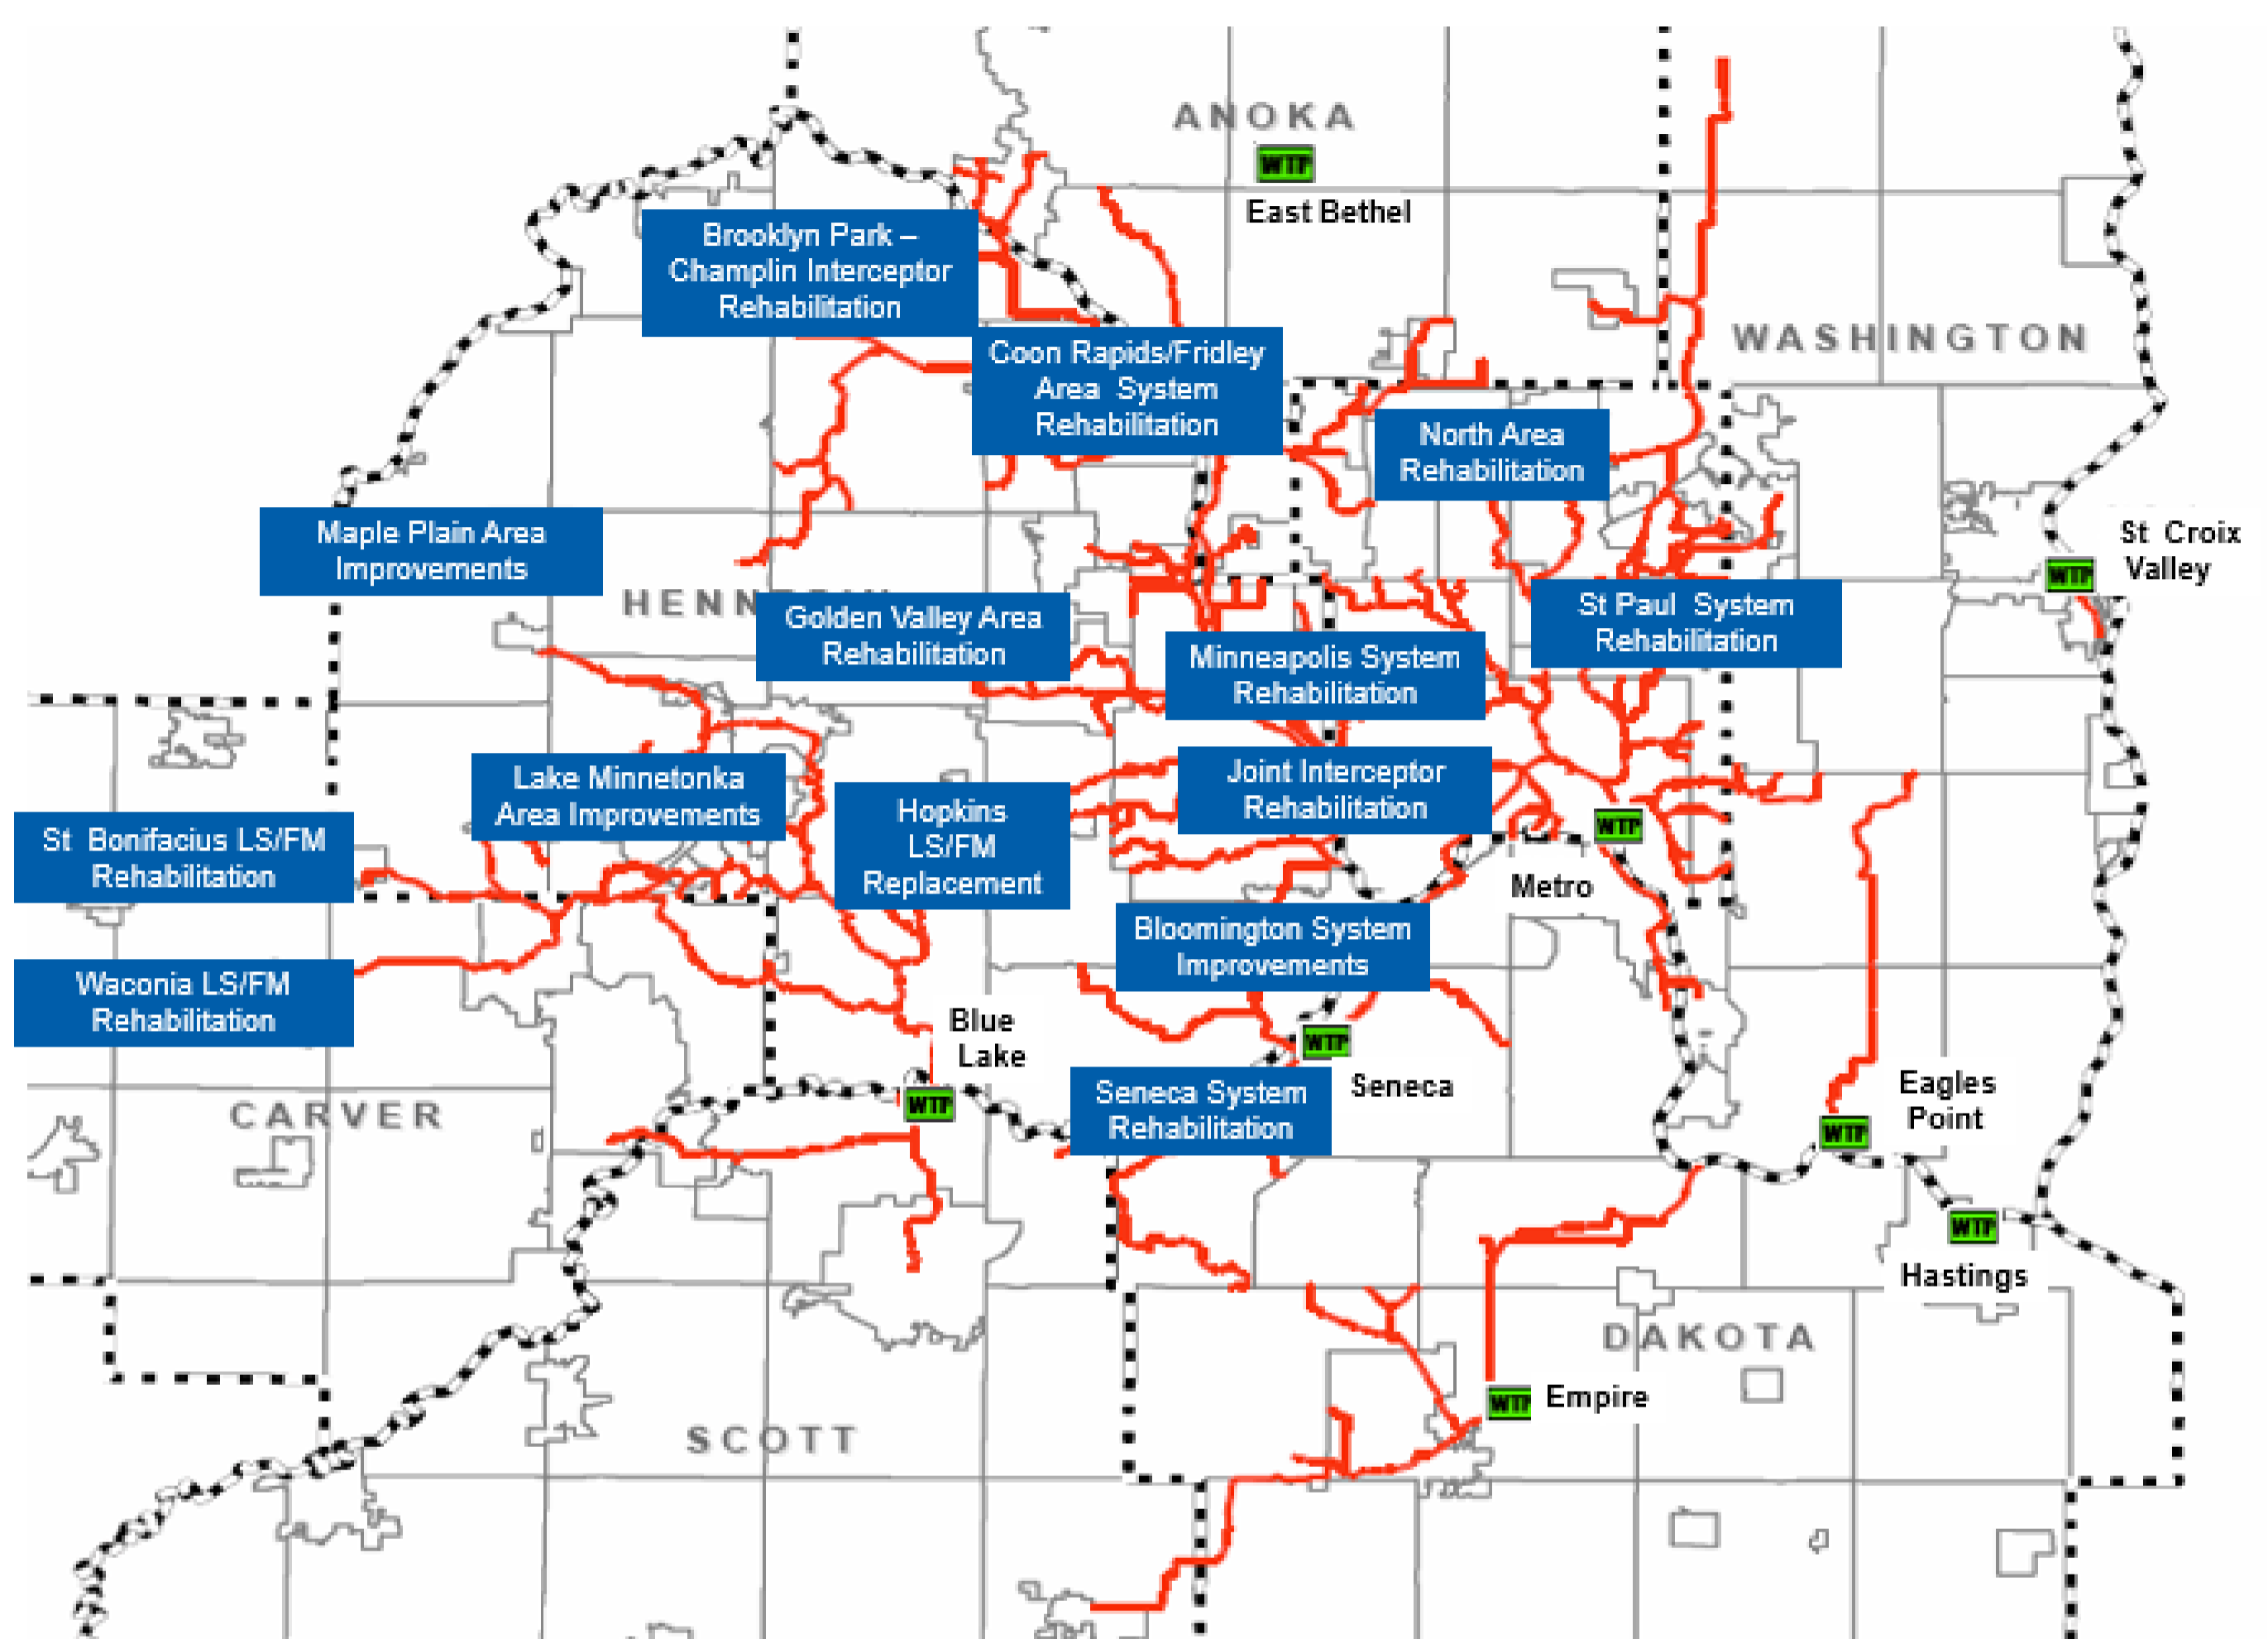 ANOKA
WTP
East Bethel
Brooklyn Park –
Champlin Interceptor
Rehabilitation
WASHINGTON
Coon Rapids/Fridley
Area System
Rehabilitation
North Area
Rehabilitation
Maple Plain Area
Improvements
St Croix
Valley
WTP
St Paul System
Rehabilitation
Golden Valley Area
Rehabilitation
Minneapolis System
Rehabilitation
Lake Minnetonka
Area Improvements
Joint Interceptor
Rehabilitation
Hopkins
LS/FM
Replacement
WTP
Metro
St Bonifacius LS/FM
Rehabilitation
Bloomington System
Improvements
Waconia LS/FM
Rehabilitation
Blue
Lake
WTP
WTP
Seneca
Seneca System
Rehabilitation
Eagles
Point
WTP
CARVER
WTP
Hastings
DAKOTA
WTP
Empire
SCOTT